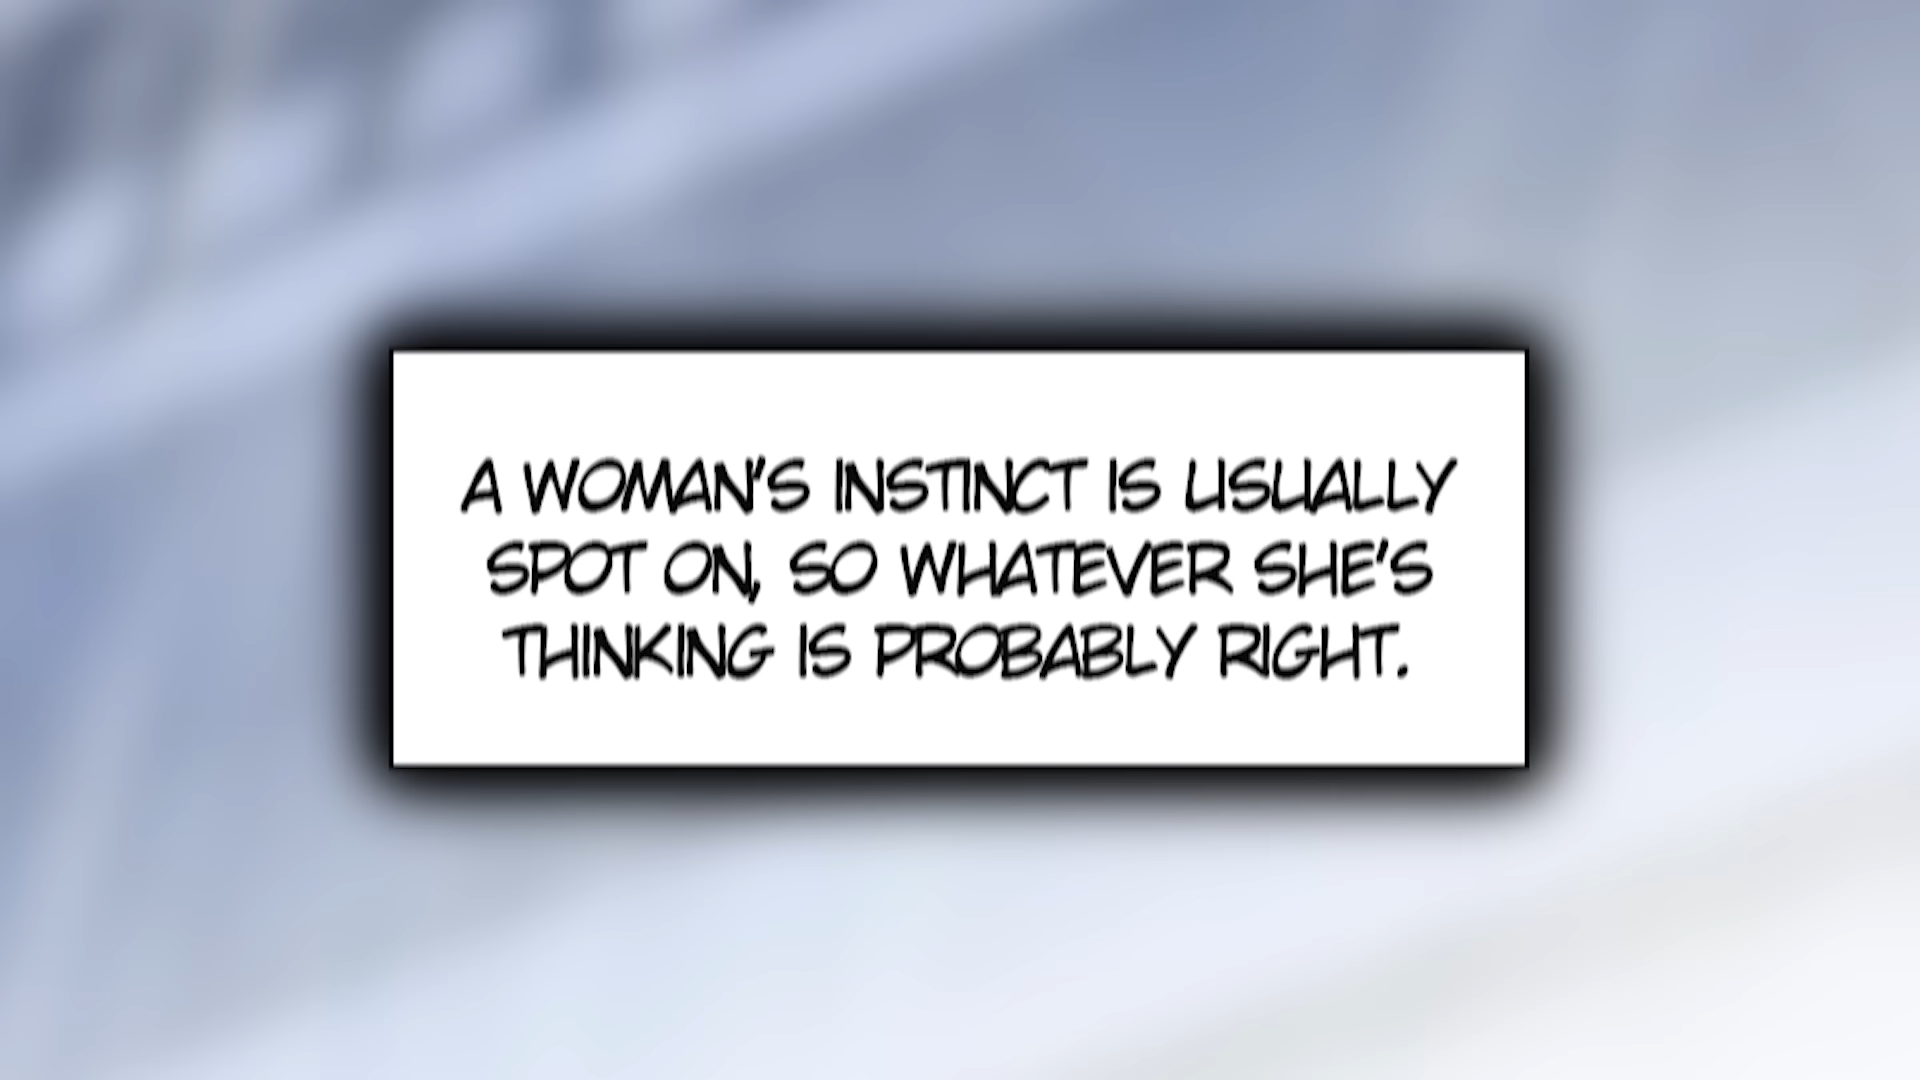 A WOMAN'S INSTINCT IS USUALLY
SPOT ON, SO WHATEVER SHE'S
THINKING IS PROBABLY RIGHT.